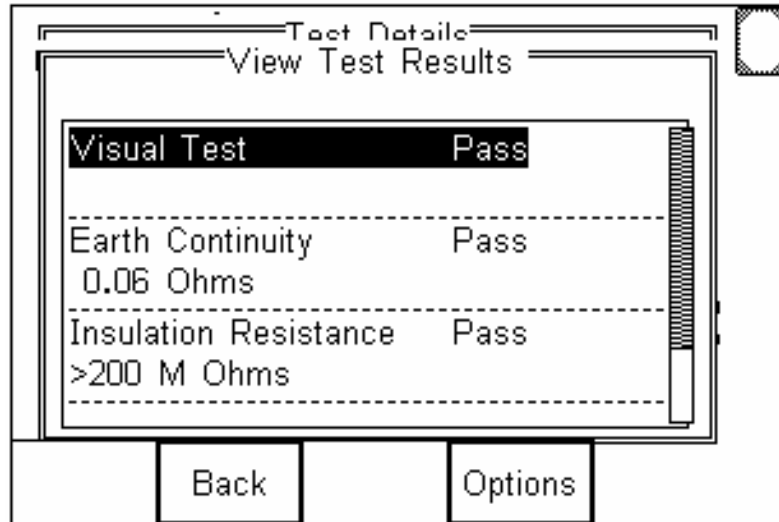 Test Details
View Test Results
Visual Test Pass
Earth Continuity Pass
0.06 Ohms
Insulation Resistance Pass
>200 M Ohms
Back Options